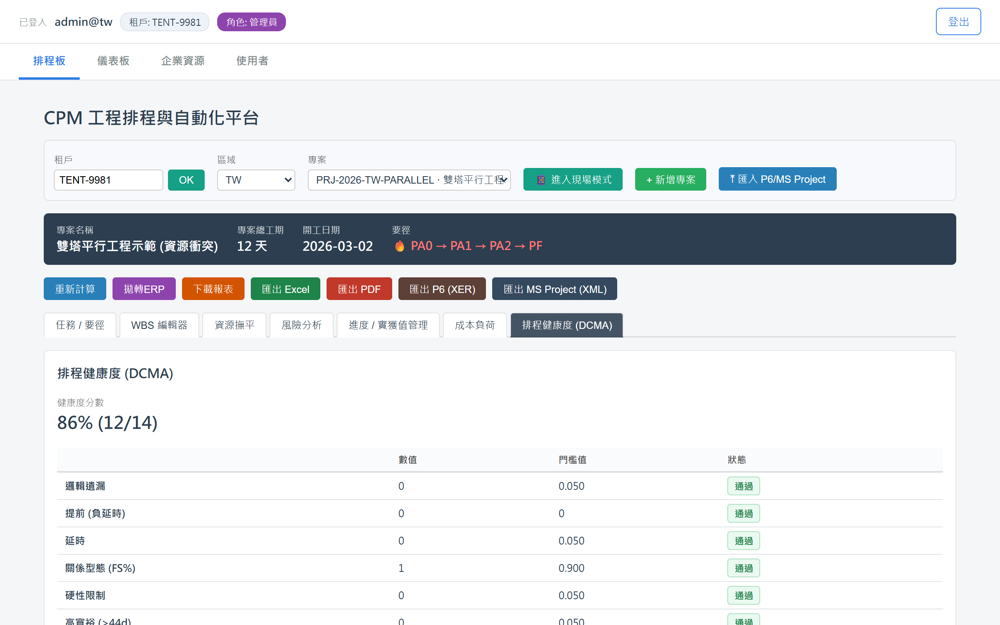 已登入 admin@tw 租戶: TENT-9981 角色: 管理員 登出
排程板 儀表板 企業資源 使用者
CPM 工程排程與自動化平台
租戶 區域 專案
TENT-9981 OK TW PRJ-2026-TW-PARALLEL · 雙塔平行工程 進入現場模式 + 新增專案 ⤒ 匯入 P6/MS Project
專案名稱 專案總工期 開工日期 要徑
雙塔平行工程示範 (資源衝突) 12 天 2026-03-02 🔥 PA0 → PA1 → PA2 → PF
重新計算 拋轉ERP 下載報表 匯出 Excel 匯出 PDF 匯出 P6 (XER) 匯出 MS Project (XML)
任務 / 要徑 WBS 編輯器 資源撫平 風險分析 進度 / 實獲值管理 成本負荷 排程健康度 (DCMA)
排程健康度 (DCMA)
健康度分數
86% (12/14)
數值 門檻值 狀態
邏輯遺漏 0 0.050 通過
提前 (負延時) 0 0 通過
延時 0 0.050 通過
關係型態 (FS%) 1 0.900 通過
硬性限制 0 0.050 通過
高寬裕 (>44d) 0 0.050 通過